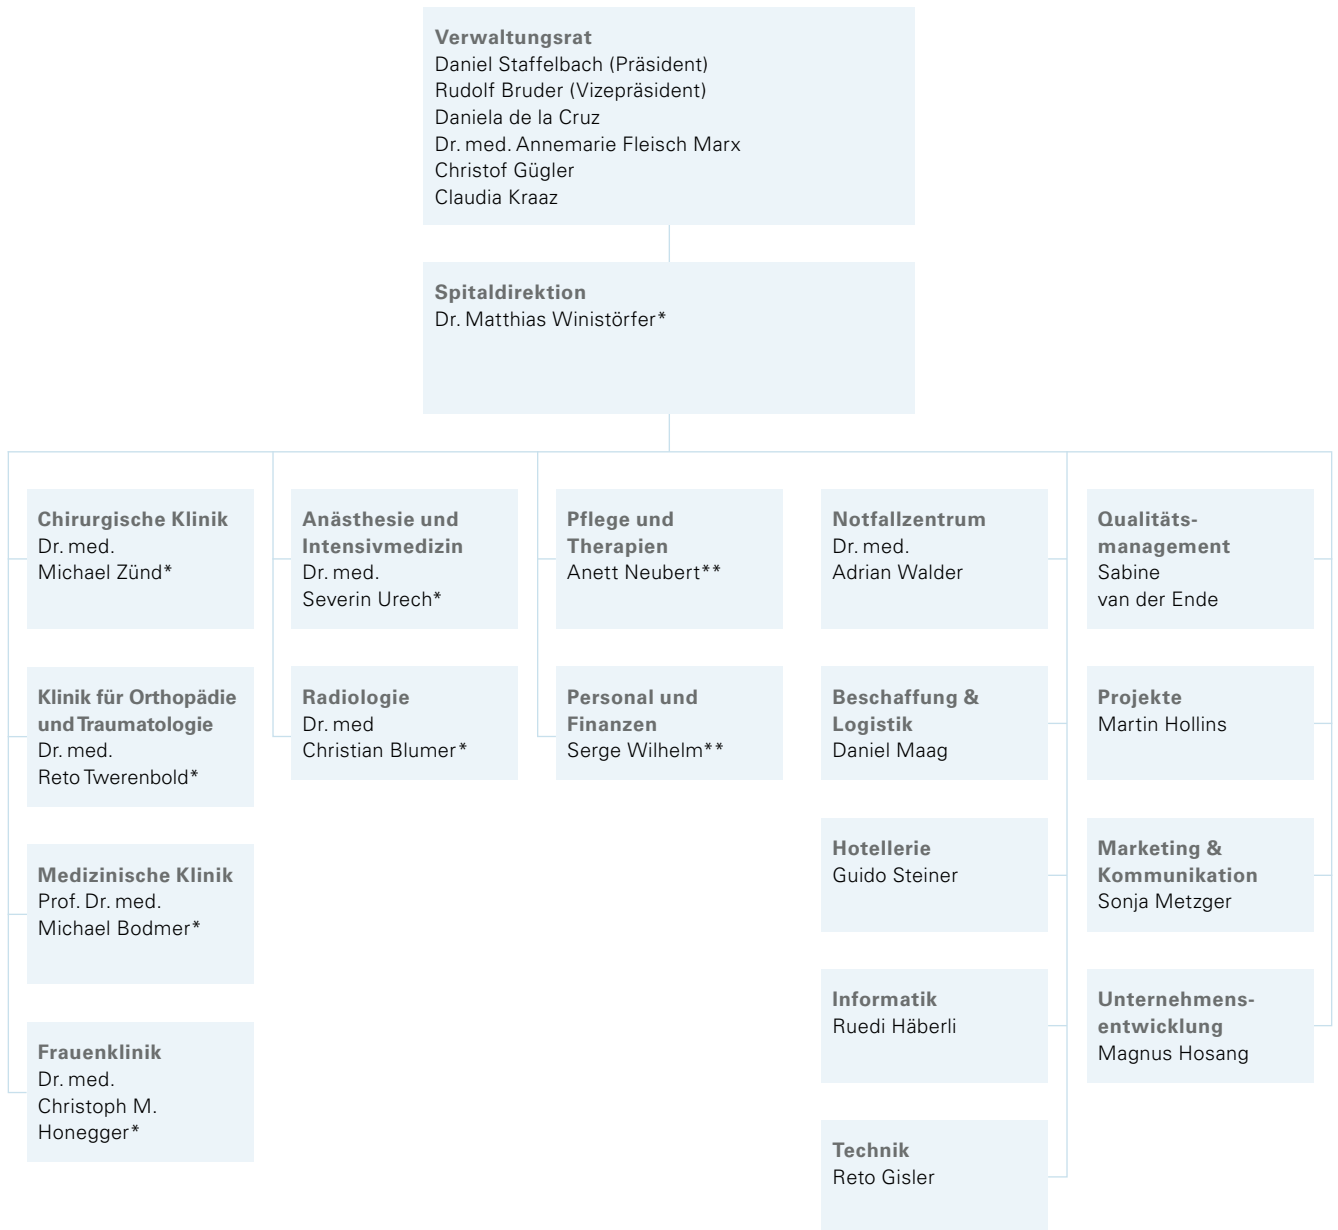 Verwaltungsrat
Daniel Staffelbach (Präsident)
Rudolf Bruder (Vizepräsident)
Daniela de la Cruz
Dr. med. Annemarie Fleisch Marx
Christof Gügler
Claudia Kraaz
Spitaldirektion
Dr. Matthias Winistörfer*
Chirurgische Klinik
Dr. med.
Michael Zünd*
Klinik für Orthopädie
und Traumatologie
Dr. med.
Reto Twerenbold*
Medizinische Klinik
Prof. Dr. med.
Michael Bodmer*
Frauenklinik
Dr. med.
Christoph M.
Honegger*
Anästhesie und
Intensivmedizin
Dr. med.
Severin Urech*
Radiologie
Dr. med
Christian Blumer*
Pflege und
Therapien
Anett Neubert**
Personal und
Finanzen
Serge Wilhelm**
Notfallzentrum
Dr. med.
Adrian Walder
Beschaffung &
Logistik
Daniel Maag
Hotellerie
Guido Steiner
Informatik
Ruedi Häberli
Technik
Reto Gisler
Qualitäts-
management
Sabine
van der Ende
Projekte
Martin Hollins
Marketing &
Kommunikation
Sonja Metzger
Unternehmens-
entwicklung
Magnus Hosang